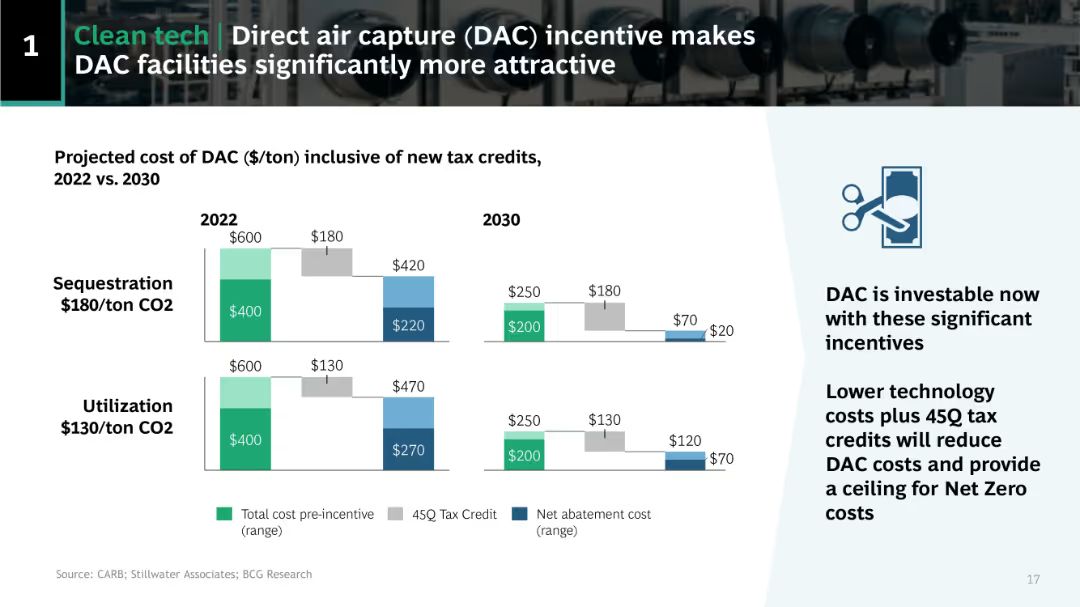 1
Clean tech | Direct air capture (DAC) incentive makes
DAC facilities significantly more attractive
Projected cost of DAC ($/ton) inclusive of new tax credits,
2022 vs. 2030
2022
2030
Sequestration
$180/ton CO2
$600
$180
$420
$400
$220
$250
$180
$70
$200
$20
Utilization
$130/ton CO2
$600
$130
$470
$400
$270
$250
$130
$120
$200
$70
Total cost pre-incentive
(range)
45Q Tax Credit
Net abatement cost
(range)
DAC is investable now
with these significant
incentives
Lower technology
costs plus 45Q tax
credits will reduce
DAC costs and provide
a ceiling for Net Zero
costs
Source: CARB; Stillwater Associates; BCG Research
17